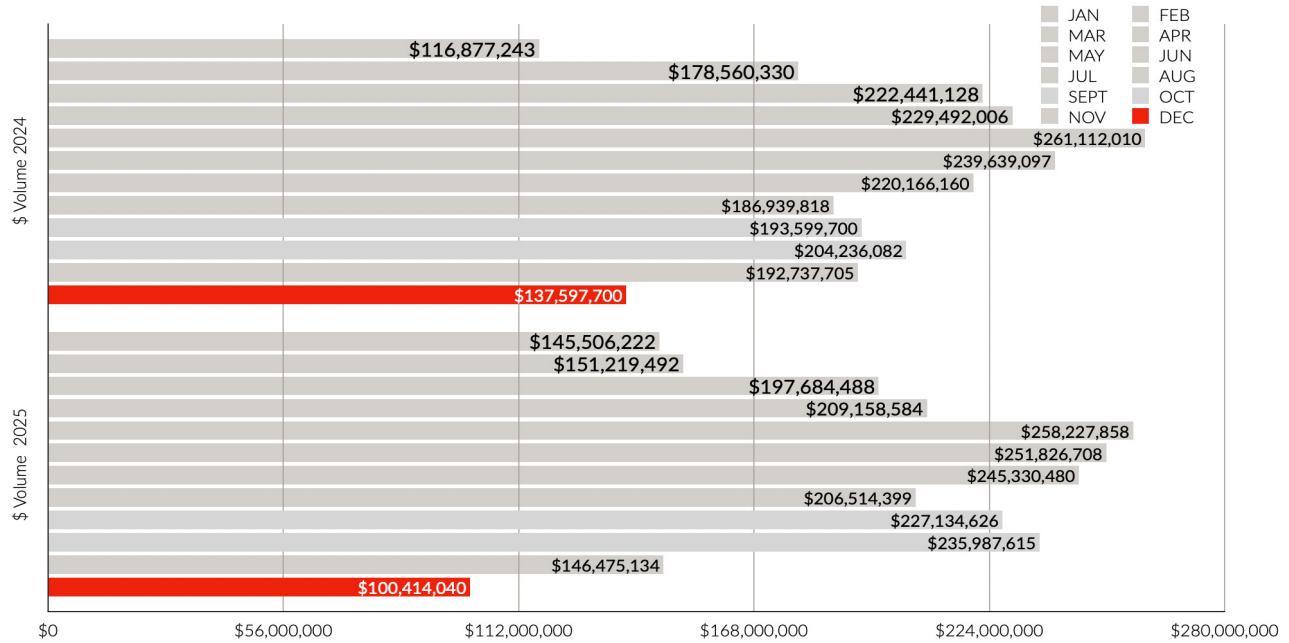 JAN FEB
MAR APR
MAY JUN
JUL AUG
SEPT OCT
NOV DEC
$ Volume 2024
$116,877,243
$178,560,330
$222,441,128
$229,492,006
$261,112,010
$239,639,097
$220,166,160
$186,939,818
$193,599,700
$204,236,082
$192,737,705
$137,597,700
$ Volume 2025
$145,506,222
$151,219,492
$197,684,488
$209,158,584
$258,227,858
$251,826,708
$245,330,480
$206,514,399
$227,134,626
$235,987,615
$146,475,134
$100,414,040
$0 $56,000,000 $112,000,000 $168,000,000 $224,000,000 $280,000,000